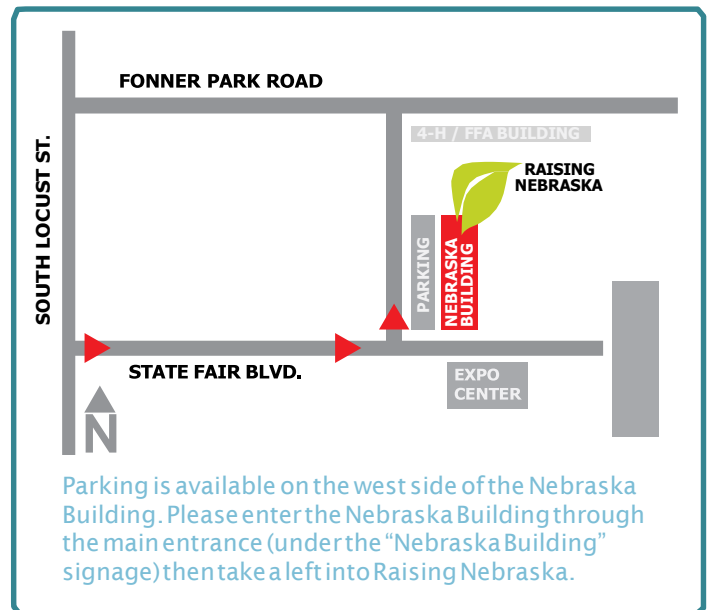 FONNER PARK ROAD
4-H / FFA BUILDING
SOUTH LOCUST ST.
RAISING
NEBRASKA
PARKING
NEBRASKA
BUILDING
STATE FAIR BLVD.
EXPO
CENTER
N
Parking is available on the west side of the Nebraska
Building. Please enter the Nebraska Building through
the main entrance (under the “Nebraska Building”
signage) then take a left into Raising Nebraska.